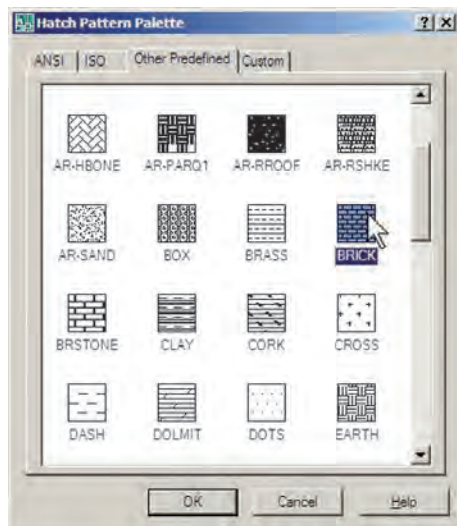 Hatch Pattern Palette
ANSI ISO Other Predefined Custom
AR-HBONE AR-PARQ1 AR-RROOF AR-RSHKE
AR-SAND BOX BRASS BRICK
BRSTONE CLAY CORK CROSS
DASH DOLMIT DOTS EARTH
OK Cancel Help